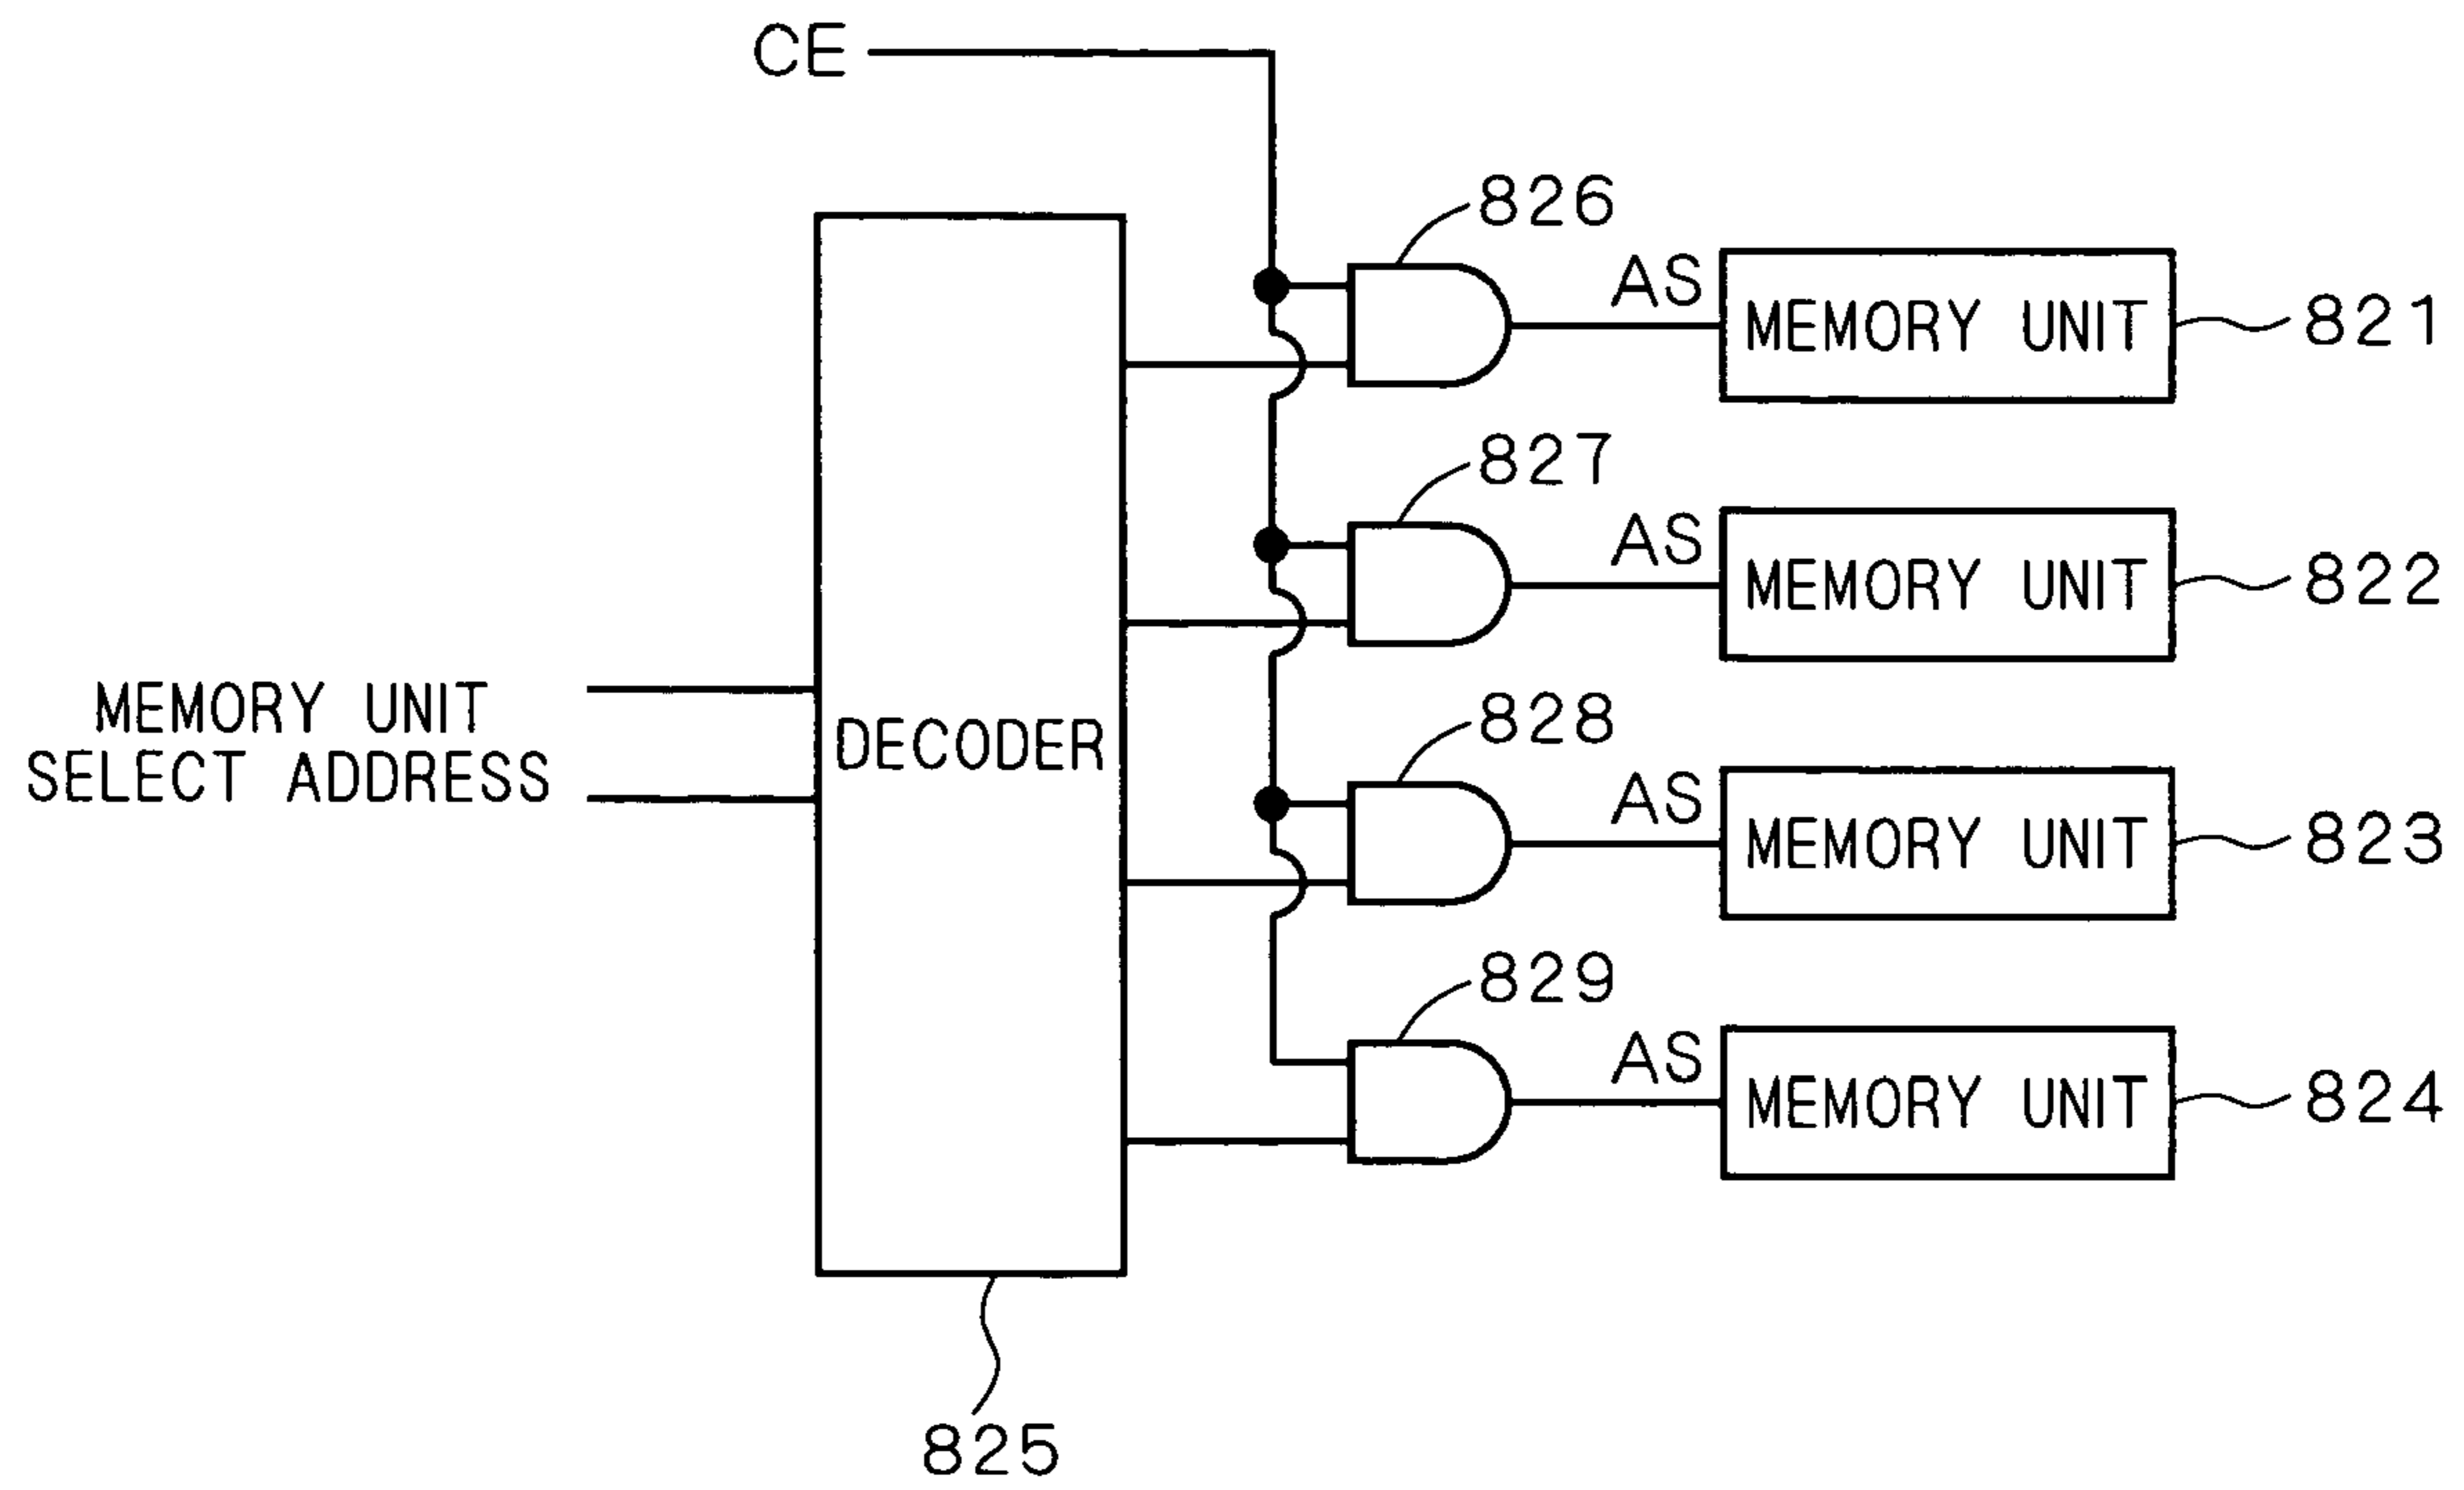 CE
826
AS
MEMORY UNIT
821
827
AS
MEMORY UNIT
822
MEMORY UNIT
SELECT ADDRESS
DECODER
828
AS
MEMORY UNIT
823
829
AS
MEMORY UNIT
824
825